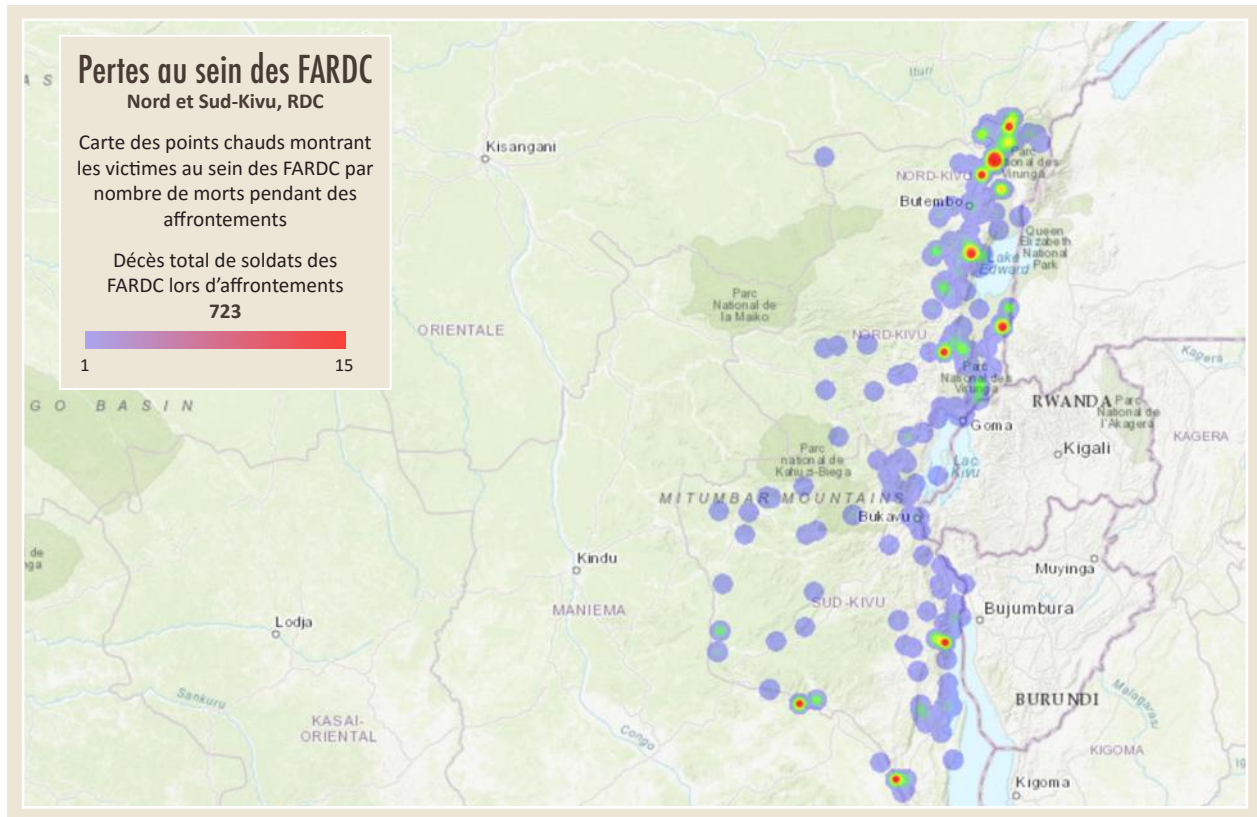 Pertes au sein des FARDC
Nord et Sud-Kivu, RDC
Carte des points chauds montrant
les victimes au sein des FARDC par
nombre de morts pendant des
affrontements
Décès total de soldats des
FARDC lors d'affrontements
723
1
15
Ituri
Kisangani
Parc
National des
Virunga
NORD-KIVU
Butembo
Queen
Elizabeth
National
Park
Lake
Edward
Parc
National de
la Maiko
ORIENTALE
NORD-KIVU
Kagera
Parc
National des
Virunga
GO BASIN
RWANDA
Parc
National de
l'Akagera
Goma
KAGERA
Kigali
Parc
national de
Kahuzi-Biega
Lac
Kivu
MITUMBAR MOUNTAINS
Bukavu
Kindu
Muyinga
MANIEMA
SUD-KIVU
Bujumbura
Lodja
Sankuru
BURUNDI
Malagarasi
KASAI-
ORIENTAL
Congo
KIGOMA
Kigoma